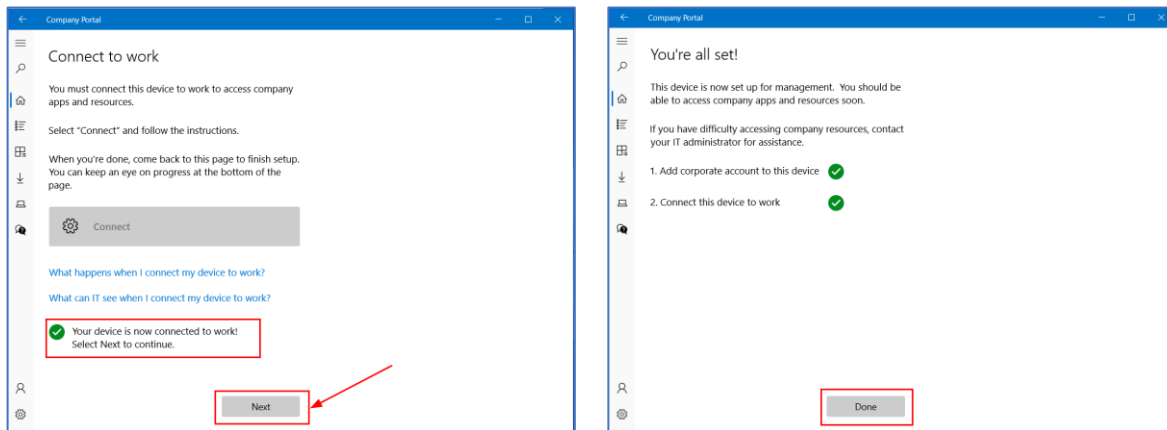 Company Portal
Connect to work
You must connect this device to work to access company
apps and resources.
Select "Connect" and follow the instructions.
When you're done, come back to this page to finish setup.
You can keep an eye on progress at the bottom of the
page.
Connect
What happens when I connect my device to work?
What can IT see when I connect my device to work?
Your device is now connected to work!
Select Next to continue.
Next
Company Portal
You're all set!
This device is now set up for management. You should be
able to access company apps and resources soon.
If you have difficulty accessing company resources, contact
your IT administrator for assistance.
1. Add corporate account to this device
2. Connect this device to work
Done